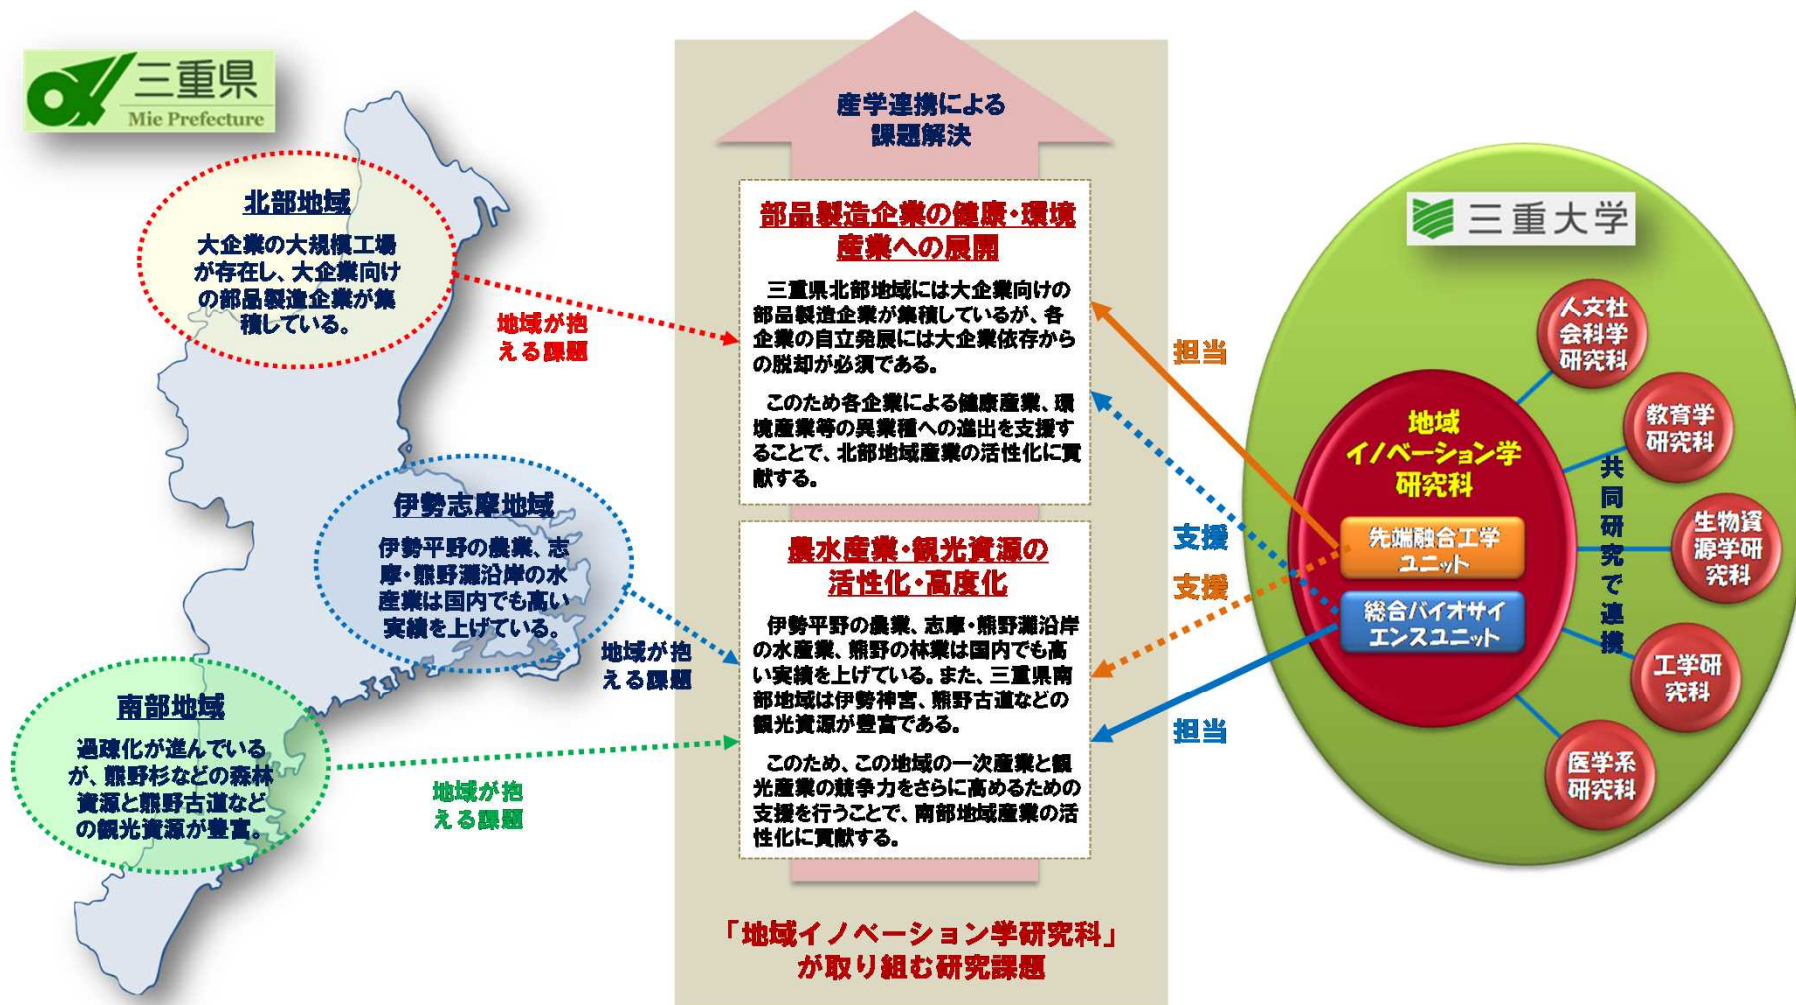 三重県
Mie Prefecture
北部地域
大企業の大規模工場
が存在し、大企業向け
の部品製造企業が集
積している。
地域が抱
える課題
伊勢志摩地域
伊勢平野の農業、志
摩・熊野灘沿岸の水
産業は国内でも高い
実績を上げている。
地域が抱
える課題
南部地域
過疎化が進んでいる
が、熊野杉などの森林
資源と熊野古道など
の観光資源が豊富。
地域が抱
える課題
産学連携による
課題解決
部品製造企業の健康・環境
産業への展開
三重県北部地域には大企業向けの
部品製造企業が集積しているが、各
企業の自立発展には大企業依存から
の脱却が必須である。
このため各企業による健康産業、環
境産業等の異業種への進出を支援す
ることで、北部地域産業の活性化に貢
献する。
農水産業・観光資源の
活性化・高度化
伊勢平野の農業、志摩・熊野灘沿岸
の水産業、熊野の林業は国内でも高
い実績を上げている。また、三重県南
部地域は伊勢神宮、熊野古道などの
観光資源が豊富である。
このため、この地域の一次産業と観
光産業の競争力をさらに高めるための
支援を行うことで、南部地域産業の活
性化に貢献する。
「地域イノベーション学研究科」
が取り組む研究課題
担当
支援
支援
担当
三重大学
地域
イノベーション学
研究科
先端融合工学
ユニット
総合バイオサイ
エンスユニット
共同研究で連携
人文社
会科学
研究科
教育学
研究科
生物資
源学研
究科
工学研
究科
医学系
研究科